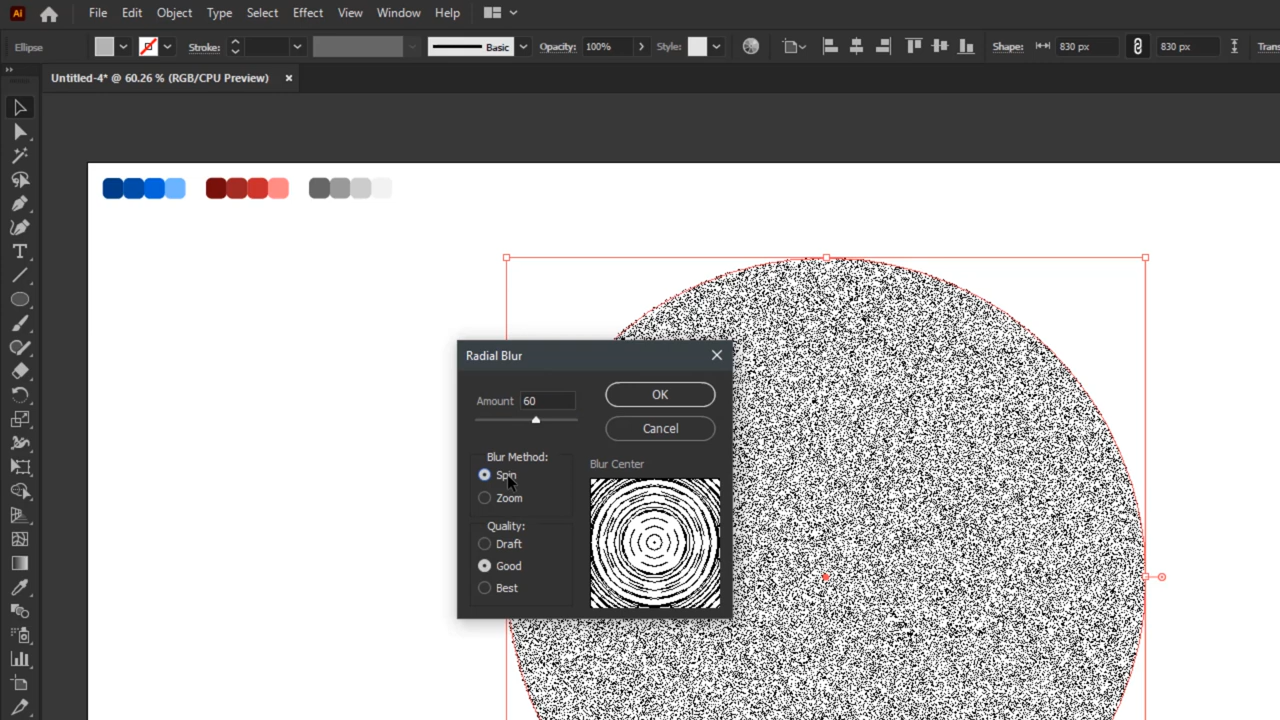 Ai File Edit Object Type Select Effect View Window Help
Ellipse Stroke: Basic Opacity: 100% Style: Shape: 830 px 830 px
Untitled-4* @ 60.26 % (RGB/CPU Preview) ×
Radial Blur
Amount 60 OK
Cancel
Blur Method: Blur Center
Spin
Zoom
Quality:
Draft
Good
Best